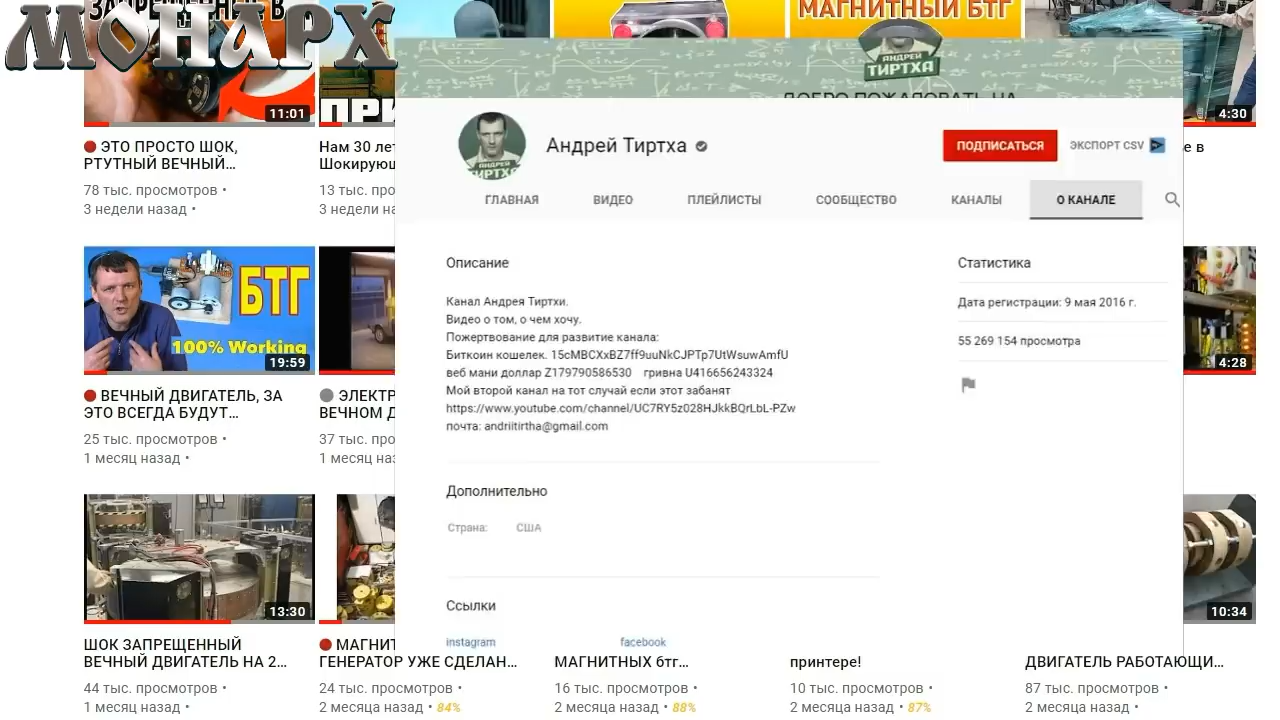 ЗАПРЕЩЕННЫЕ В
МОНАРХ
МАГНИТНЫЙ БТГ
АНДРЕЙ
ТИРТХА
ДОБРО ПОЖАЛОВАТЬ НА
11:01
ПРИ
4:30
АНДРЕЙ
ТИРТХА
Андрей Тиртха
ПОДПИСАТЬСЯ
ЭКСПОРТ CSV
ЭТО ПРОСТО ШОК,
РТУТНЫЙ ВЕЧНЫЙ...
78 тыс. просмотров •
3 недели назад •
Нам 30 лет
Шокирующ
13 тыс. про
3 недели на
е в
ГЛАВНАЯ
ВИДЕО
ПЛЕЙЛИСТЫ
СООБЩЕСТВО
КАНАЛЫ
О КАНАЛЕ
БТГ
100% Working
19:59
4:28
Описание
Канал Андрея Тиртхи.
Видео о том, о чем хочу.
Пожертвование для развитие канала:
Биткоин кошелек. 15cMBCXxBZ7ff9uuNkCJPTp7UtWsuwAmfU
веб мани доллар Z179790586530 гривна U416656243324
Мой второй канал на тот случай если этот забанят
https://www.youtube.com/channel/UC7RY5z028HJkkBQrLbL-PZw
почта: andriitirtha@gmail.com
Статистика
Дата регистрации: 9 мая 2016 г.
55 269 154 просмотра
ВЕЧНЫЙ ДВИГАТЕЛЬ, ЗА
ЭТО ВСЕГДА БУДУТ...
25 тыс. просмотров •
1 месяц назад •
ЭЛЕКТР
ВЕЧНОМ Д
37 тыс. про
1 месяц наз
Дополнительно
Страна: США
Ссылки
instagram
facebook
13:30
10:34
ШОК ЗАПРЕЩЕННЫЙ
ВЕЧНЫЙ ДВИГАТЕЛЬ НА 2...
44 тыс. просмотров •
1 месяц назад •
МАГНИТ
ГЕНЕРАТОР УЖЕ СДЕЛАН...
24 тыс. просмотров •
2 месяца назад • 84%
МАГНИТНЫХ бтг...
16 тыс. просмотров •
2 месяца назад • 88%
принтере!
10 тыс. просмотров •
2 месяца назад • 87%
ДВИГАТЕЛЬ РАБОТАЮЩИ...
87 тыс. просмотров •
2 месяца назад •